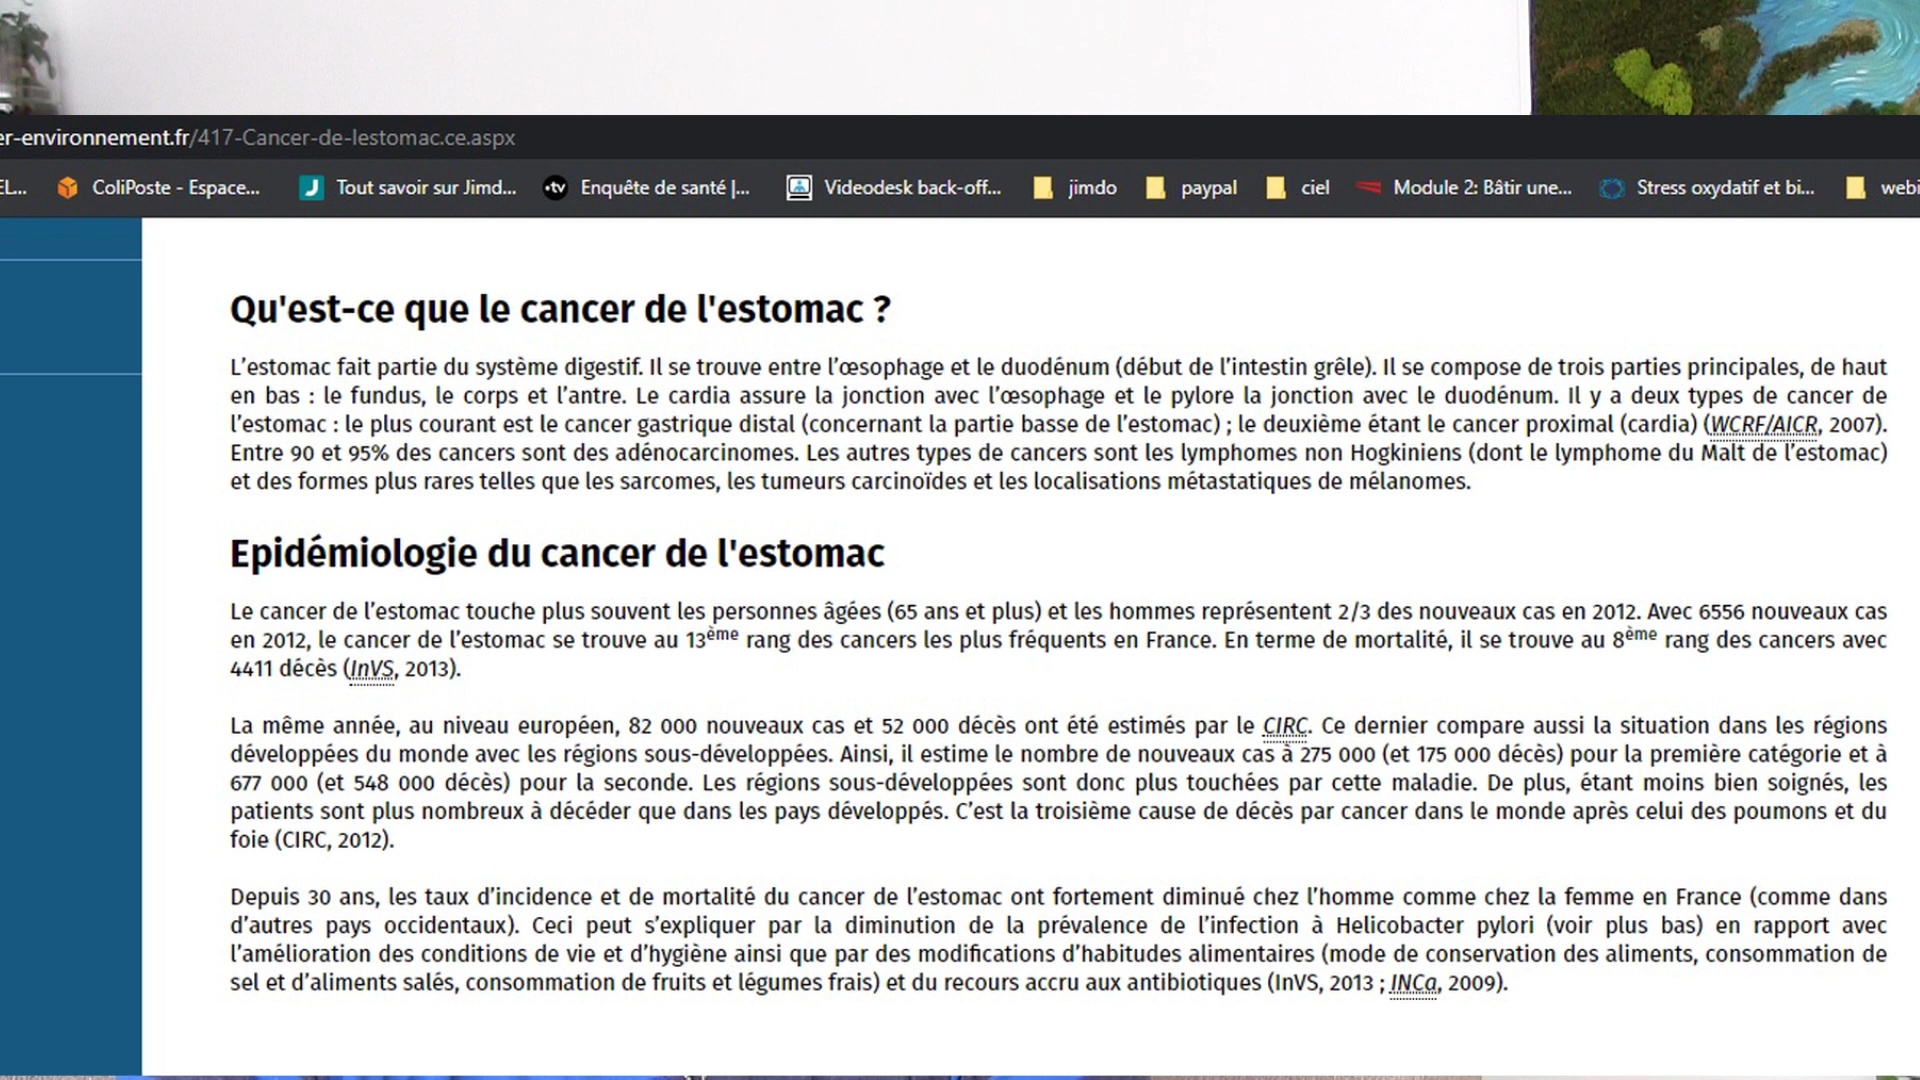 er-environnement.fr/417-Cancer-de-lestomac.ce.aspx
EL... ColiPoste - Espace... Tout savoir sur Jimd... •tv Enquête de santé |... Videodesk back-off... jimdo paypal ciel Module 2: Bâtir une... Stress oxydatif et bi... webi
Qu'est-ce que le cancer de l'estomac ?
L’estomac fait partie du système digestif. Il se trouve entre l’œsophage et le duodénum (début de l’intestin grêle). Il se compose de trois parties principales, de haut
en bas : le fundus, le corps et l’antre. Le cardia assure la jonction avec l’œsophage et le pylore la jonction avec le duodénum. Il y a deux types de cancer de
l’estomac : le plus courant est le cancer gastrique distal (concernant la partie basse de l’estomac) ; le deuxième étant le cancer proximal (cardia) (WCRF/AICR, 2007).
Entre 90 et 95% des cancers sont des adénocarcinomes. Les autres types de cancers sont les lymphomes non Hogkiniens (dont le lymphome du Malt de l’estomac)
et des formes plus rares telles que les sarcomes, les tumeurs carcinoïdes et les localisations métastatiques de mélanomes.
Epidémiologie du cancer de l'estomac
Le cancer de l’estomac touche plus souvent les personnes âgées (65 ans et plus) et les hommes représentent 2/3 des nouveaux cas en 2012. Avec 6556 nouveaux cas
en 2012, le cancer de l’estomac se trouve au 13ème rang des cancers les plus fréquents en France. En terme de mortalité, il se trouve au 8ème rang des cancers avec
4411 décès (InVS, 2013).
La même année, au niveau européen, 82 000 nouveaux cas et 52 000 décès ont été estimés par le CIRC. Ce dernier compare aussi la situation dans les régions
développées du monde avec les régions sous-développées. Ainsi, il estime le nombre de nouveaux cas à 275 000 (et 175 000 décès) pour la première catégorie et à
677 000 (et 548 000 décès) pour la seconde. Les régions sous-développées sont donc plus touchées par cette maladie. De plus, étant moins bien soignés, les
patients sont plus nombreux à décéder que dans les pays développés. C’est la troisième cause de décès par cancer dans le monde après celui des poumons et du
foie (CIRC, 2012).
Depuis 30 ans, les taux d’incidence et de mortalité du cancer de l’estomac ont fortement diminué chez l’homme comme chez la femme en France (comme dans
d’autres pays occidentaux). Ceci peut s’expliquer par la diminution de la prévalence de l’infection à Helicobacter pylori (voir plus bas) en rapport avec
l’amélioration des conditions de vie et d’hygiène ainsi que par des modifications d’habitudes alimentaires (mode de conservation des aliments, consommation de
sel et d’aliments salés, consommation de fruits et légumes frais) et du recours accru aux antibiotiques (InVS, 2013 ; INCa, 2009).